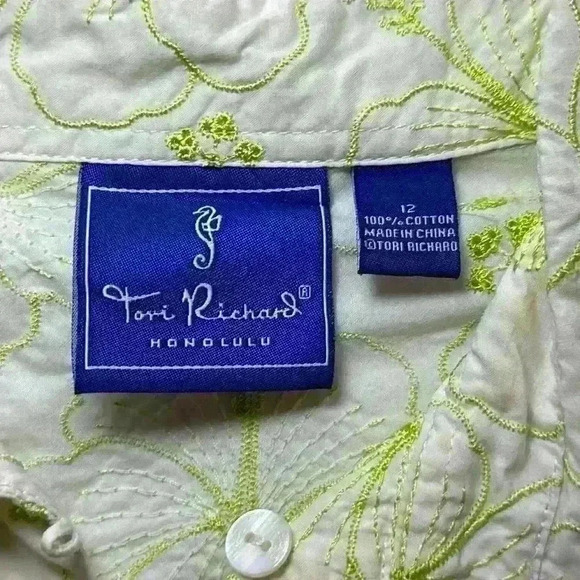 Tori Richard®
HONOLULU
12
100% COTTON
MADE IN CHINA
©TORI RICHARD